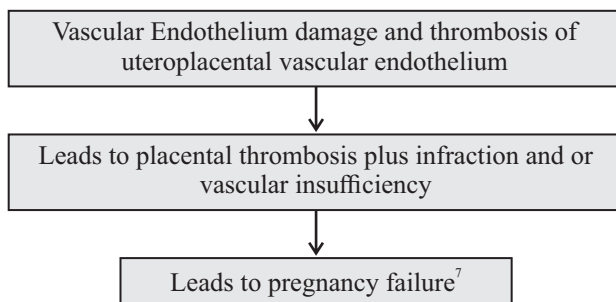 Vascular Endothelium damage and thrombosis of
uteroplacental vascular endothelium
Leads to placental thrombosis plus infraction and or
vascular insufficiency
Leads to pregnancy failure⁷